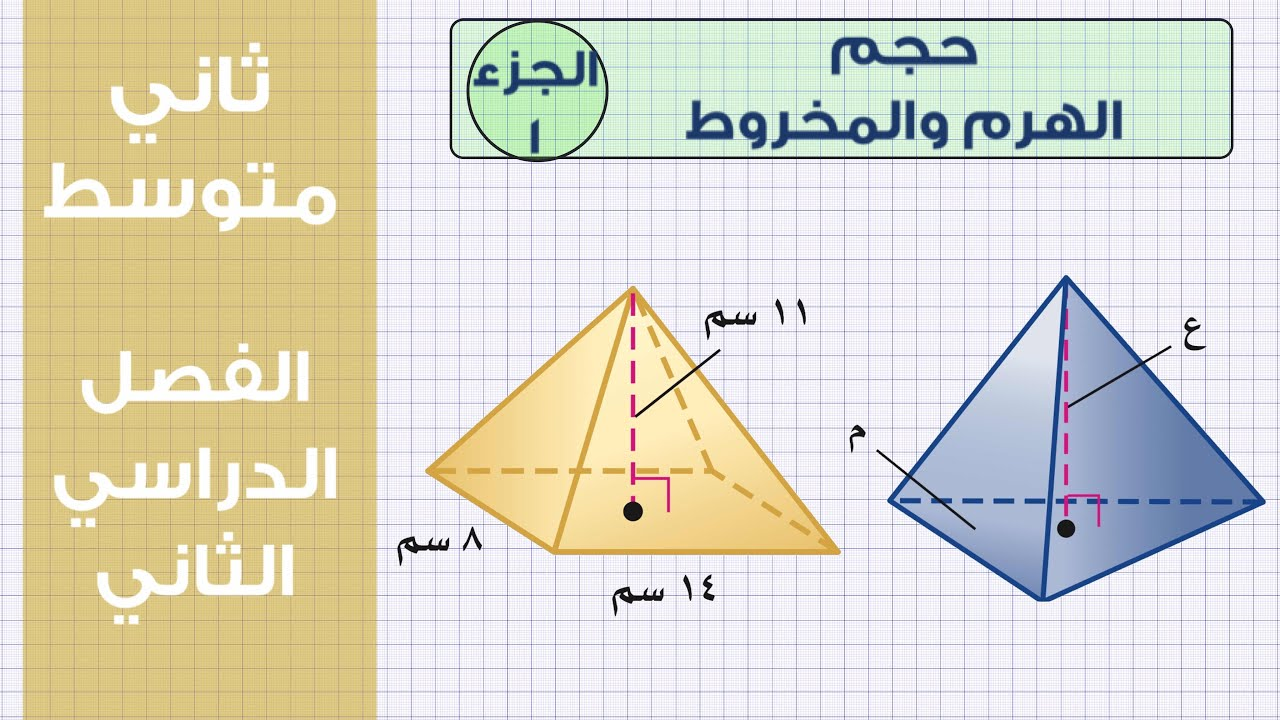 حجم
الهرم والمخروط
الجزء
١
ثاني
متوسط
الفصل
الدراسي
الثاني
ع
م
١١ سم
٨ سم
١٤ سم